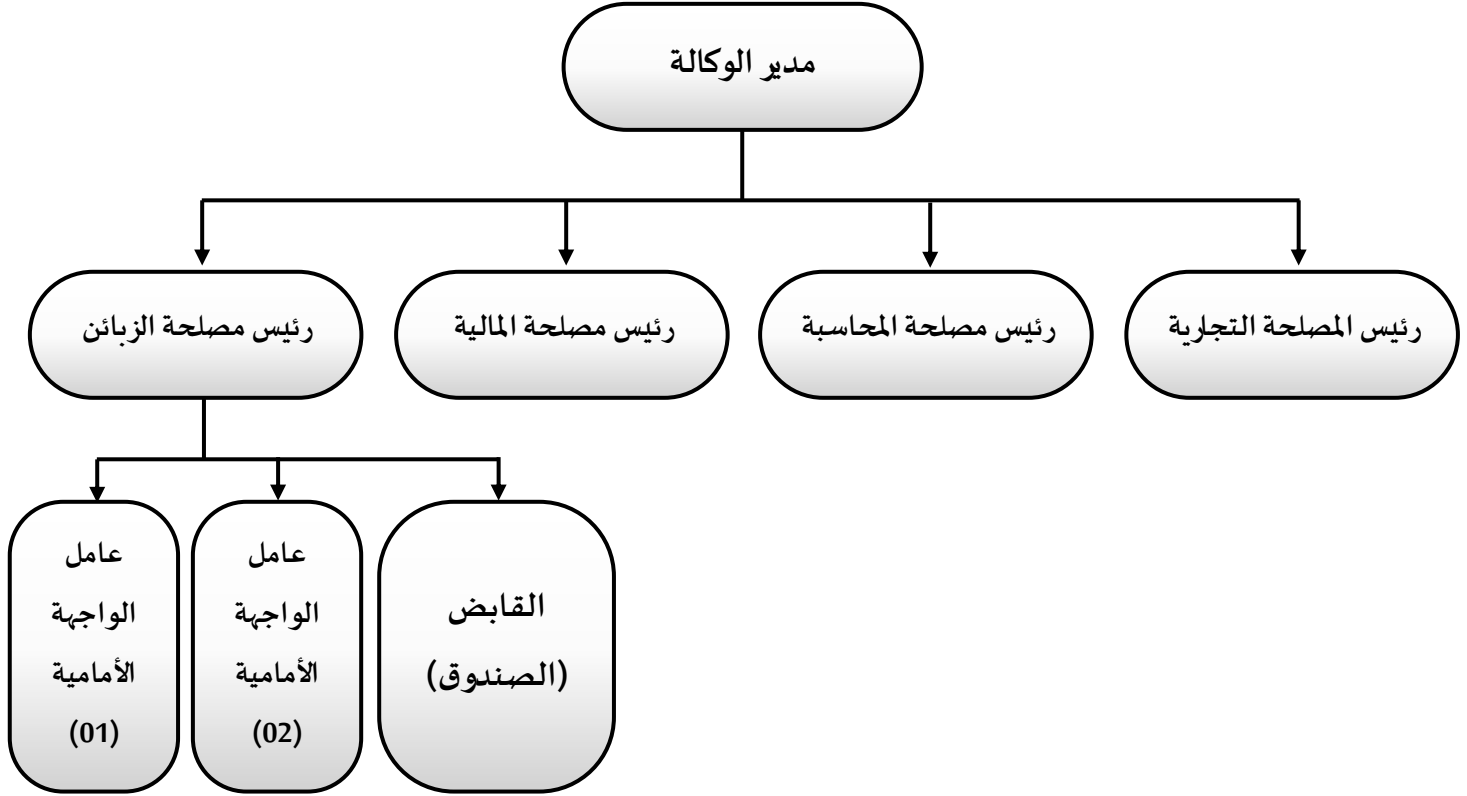 مدير الوكالة
رئيس المصلحة التجارية
رئيس مصلحة المحاسبة
رئيس مصلحة المالية
رئيس مصلحة الزبائن
القابض
(الصندوق)
عامل
الواجهة
الأمامية
(02)
عامل
الواجهة
الأمامية
(01)